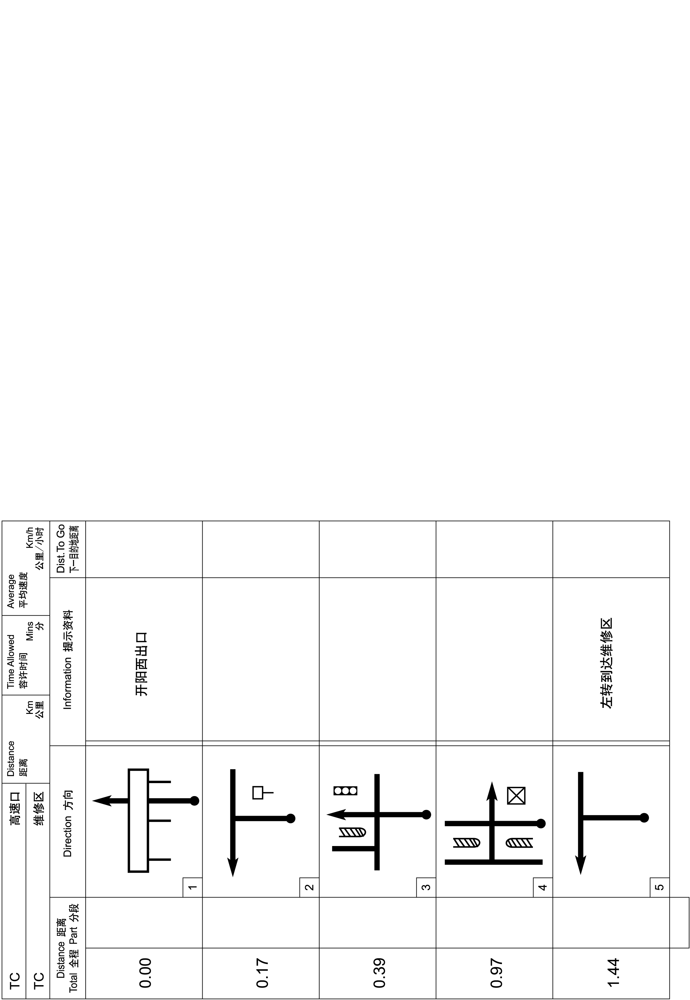 TC 高速口
TC 维修区
Distance
距离
Km
公里
Time Allowed
容许时间
Mins
分
Average
平均速度
Km/h
公里/小时
Distance 距离
Total 全程 Part 分段
Direction 方向
Information 提示资料
Dist.To Go
下一目的地距离
0.00
1
开阳西出口
0.17
2
0.39
3
0.97
4
1.44
5
左转到达维修区